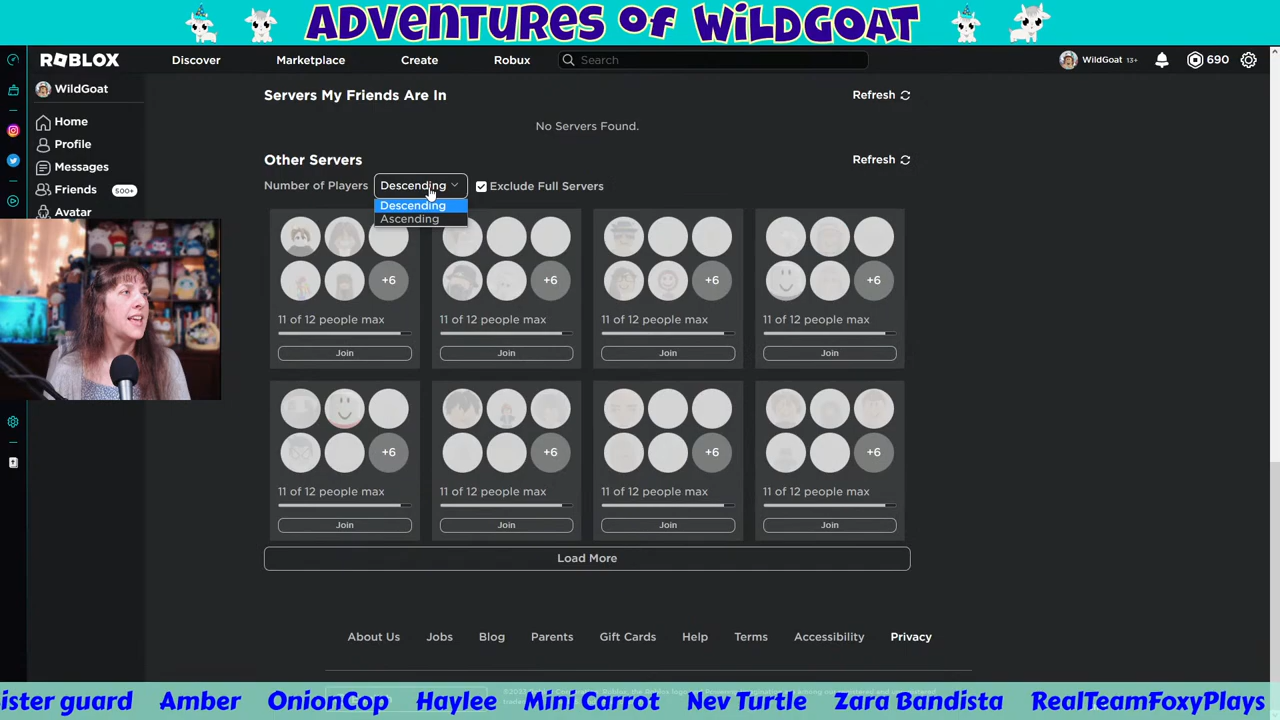 ADVENTURES OF WILDGOAT
ROBLOX
Discover
Marketplace
Create
Robux
Search
WildGoat 13+
690
WildGoat
Home
Profile
Messages
Friends 500+
Avatar
Servers My Friends Are In
Refresh
No Servers Found.
Other Servers
Refresh
Number of Players
Descending
Exclude Full Servers
Descending
Ascending
+6
+6
+6
+6
11 of 12 people max
11 of 12 people max
11 of 12 people max
11 of 12 people max
Join
Join
Join
Join
+6
+6
+6
+6
11 of 12 people max
11 of 12 people max
11 of 12 people max
11 of 12 people max
Join
Join
Join
Join
Load More
About Us
Jobs
Blog
Parents
Gift Cards
Help
Terms
Accessibility
Privacy
ister guard Amber OnionCop Haylee Mini Carrot Nev Turtle Zara Bandista RealTeamFoxyPlays